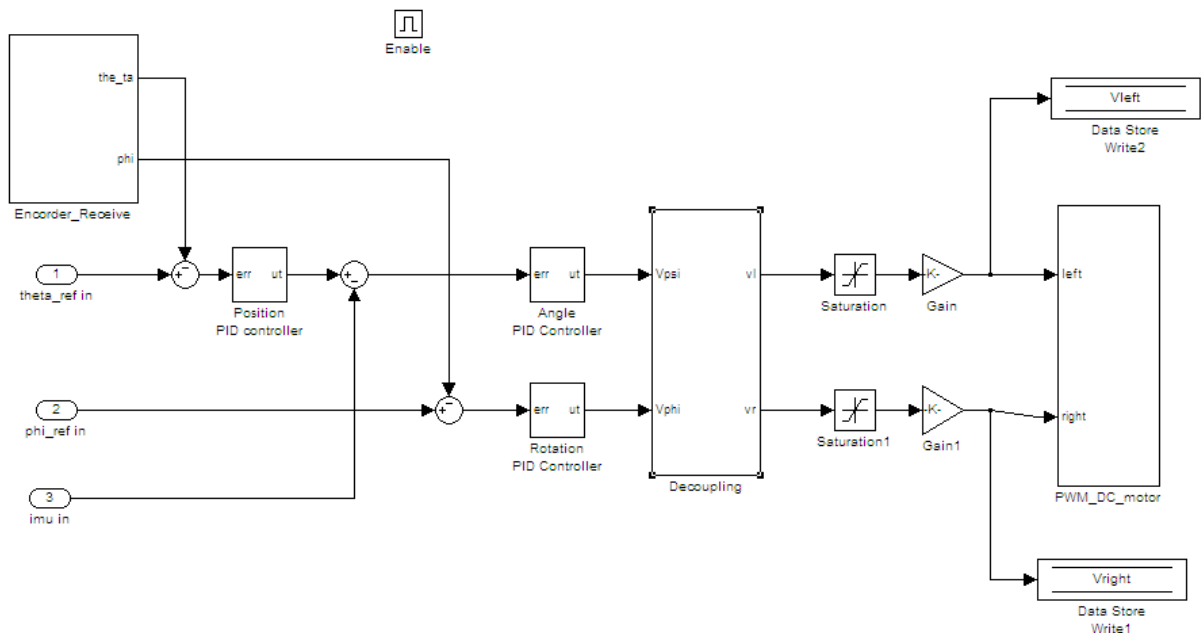 Enable
the_ta
phi
Encorder_Receive
Vleft
Data Store
Write2
1
theta_ref in
+
-
err
ut
Position
PID controller
+
-
err
ut
Angle
PID Controller
Vpsi
vl
Saturation
-K-
Gain
left
2
phi_ref in
+
-
err
ut
Rotation
PID Controller
Vphi
vr
Decoupling
Saturation1
-K-
Gain1
right
PWM_DC_motor
3
imu in
Vright
Data Store
Write1